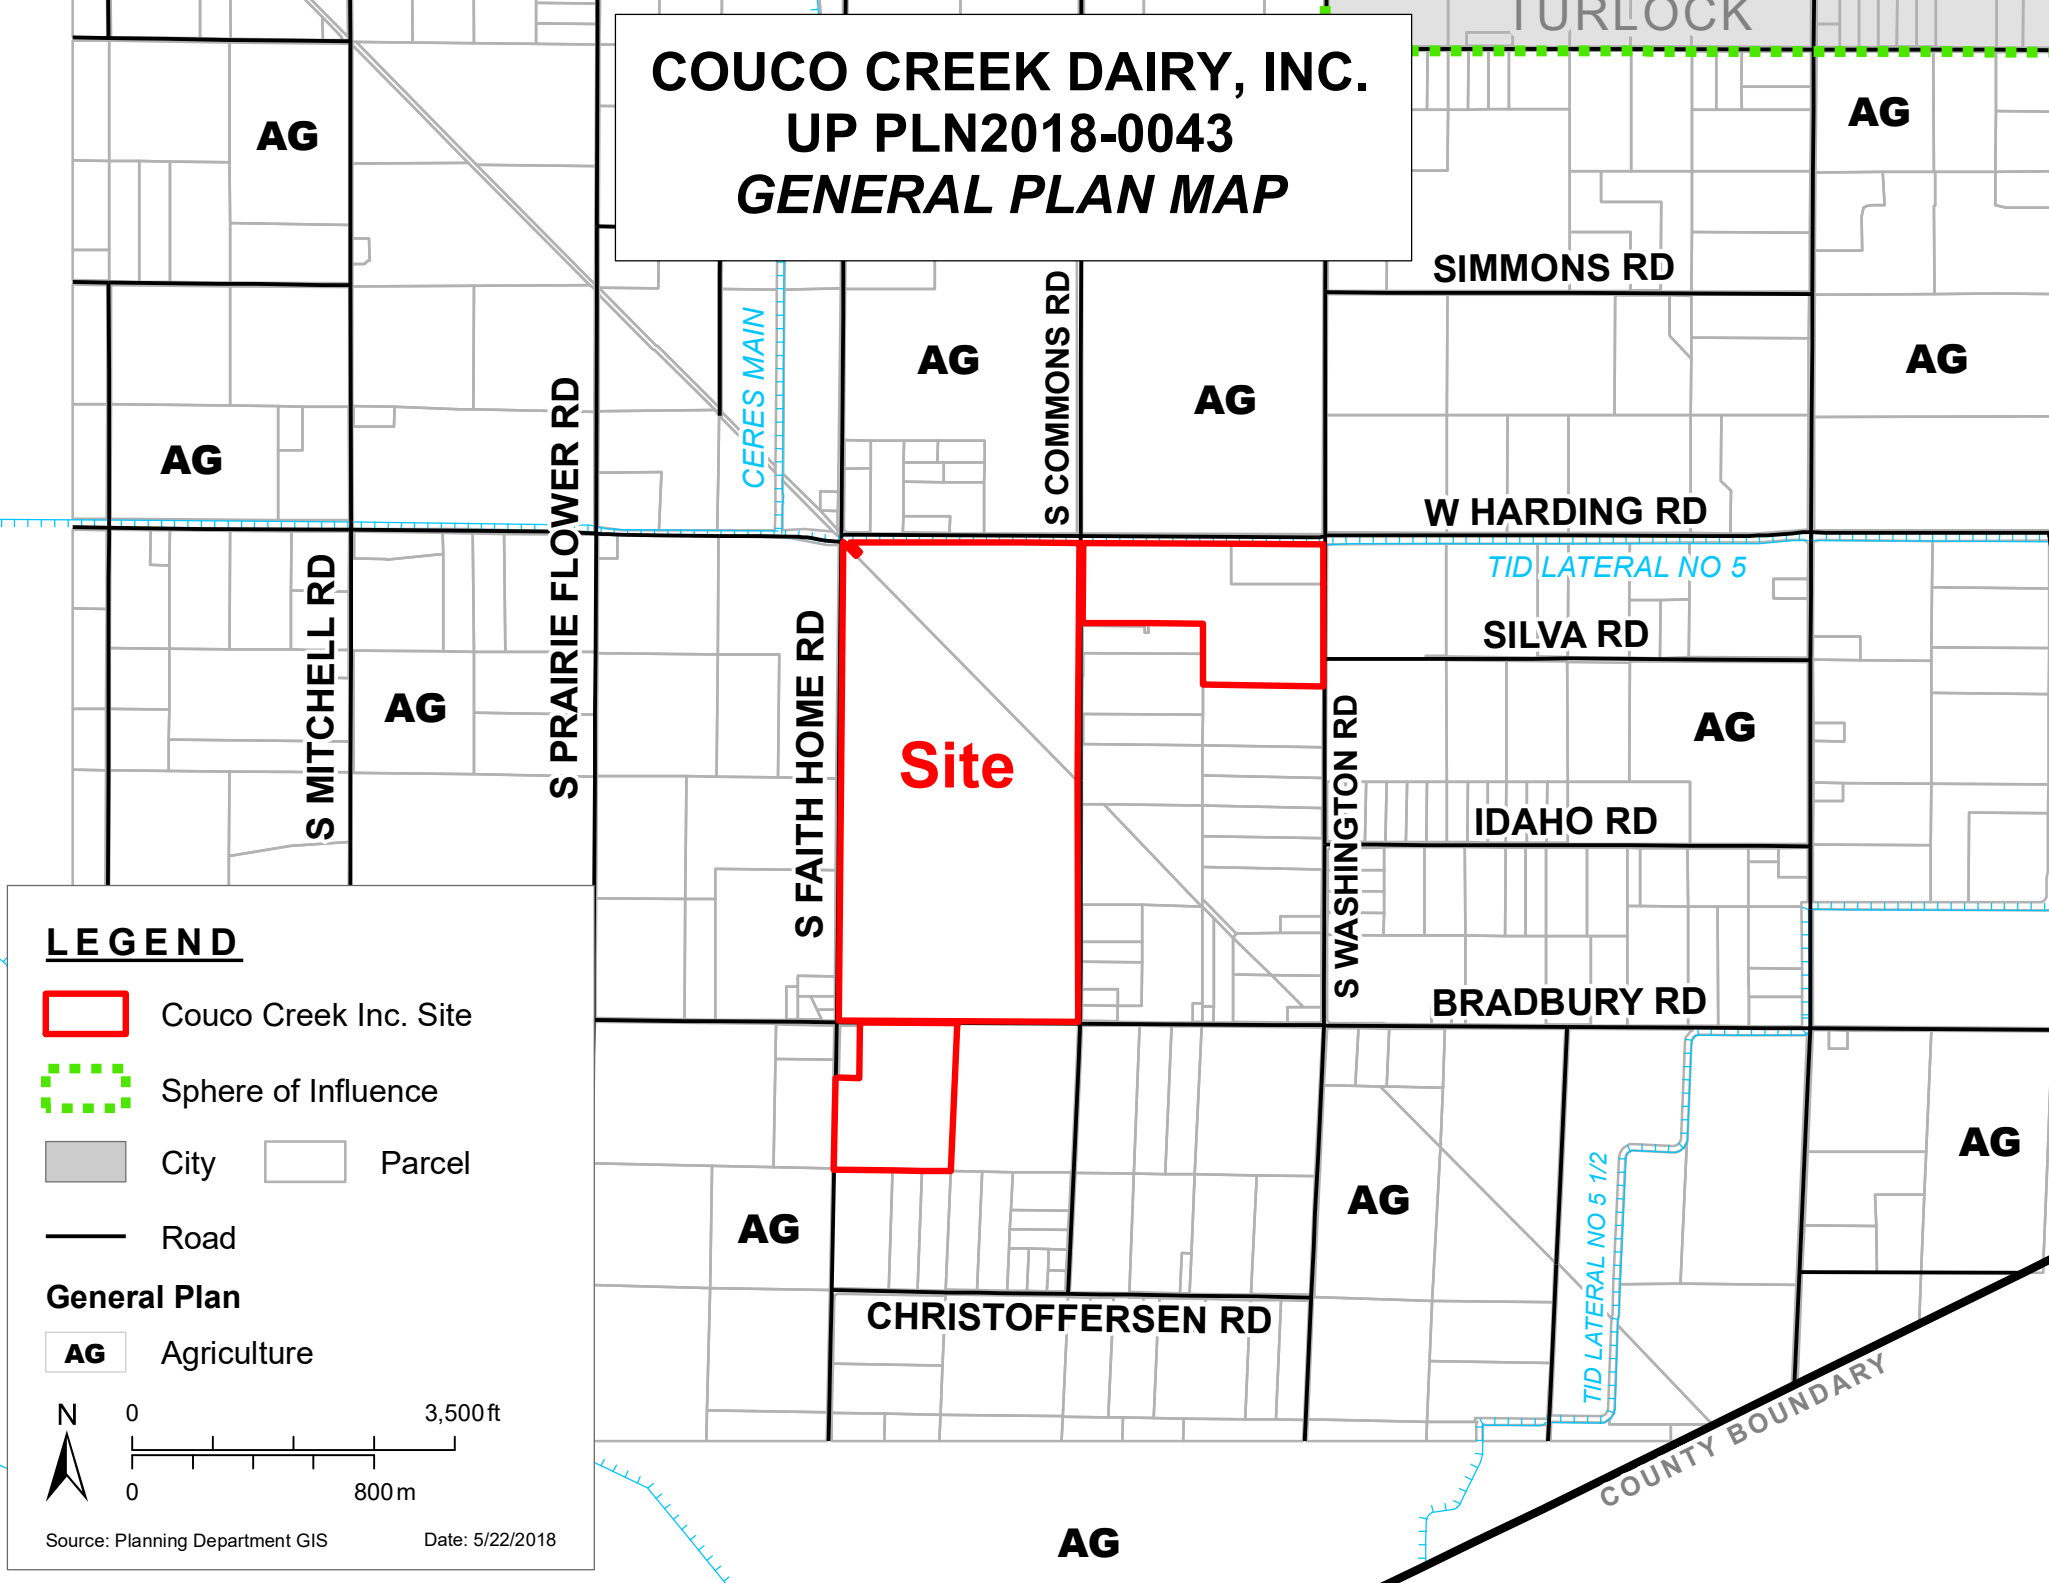 TURLOCK
COUCO CREEK DAIRY, INC.
UP PLN2018-0043
GENERAL PLAN MAP
AG
AG
SIMMONS RD
CERES MAIN
AG
S COMMONS RD
AG
AG
AG
S PRAIRIE FLOWER RD
W HARDING RD
TID LATERAL NO 5
S MITCHELL RD
AG
S FAITH HOME RD
SILVA RD
Site
S WASHINGTON RD
AG
IDAHO RD
BRADBURY RD
AG
AG
AG
TID LATERAL NO 5 1/2
CHRISTOFFERSEN RD
COUNTY BOUNDARY
AG
LEGEND
Couco Creek Inc. Site
Sphere of Influence
City Parcel
Road
General Plan
AG Agriculture
N 0 3,500 ft
0 800 m
Source: Planning Department GIS Date: 5/22/2018